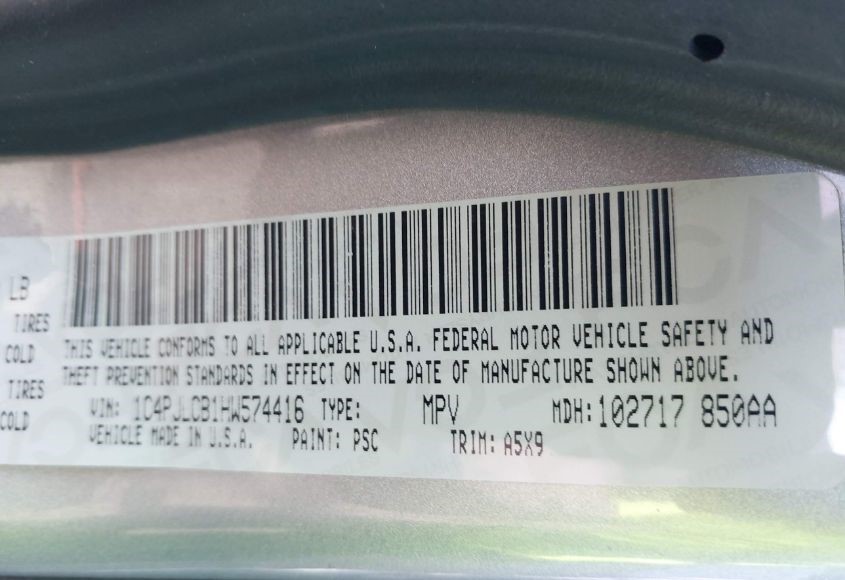 LB
TIRES
COLD
TIRES
COLD
THIS VEHICLE CONFORMS TO ALL APPLICABLE U.S.A. FEDERAL MOTOR VEHICLE SAFETY AND
THEFT PREVENTION STANDARDS IN EFFECT ON THE DATE OF MANUFACTURE SHOWN ABOVE.
VIN: 1C4PJLCB1HW574416 TYPE: MPV MDH:102717 850AA
VEHICLE MADE IN U.S.A. PAINT: PSC TRIM: A5X9